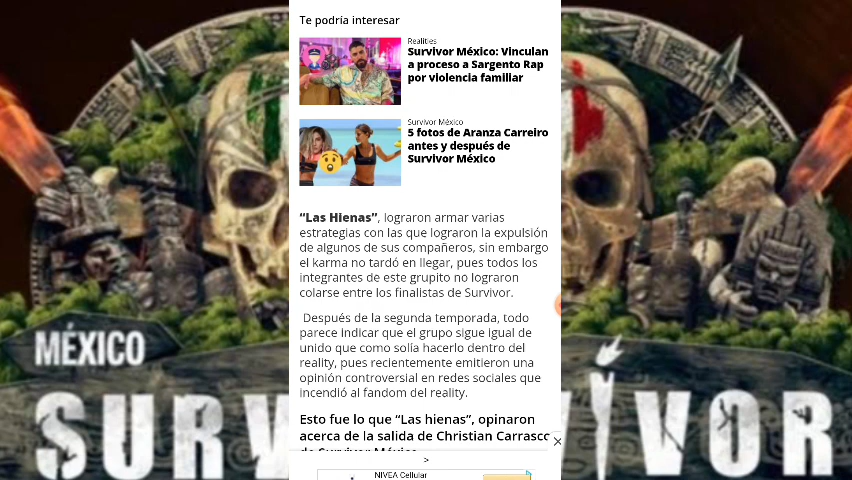 Te podría interesar
Realities
Survivor México: Vinculan
a proceso a Sargento Rap
por violencia familiar
Survivor México
5 fotos de Aranza Carreiro
antes y después de
Survivor México
“Las Hienas”, lograron armar varias
estrategias con las que lograron la expulsión
de algunos de sus compañeros, sin embargo
el karma no tardó en llegar, pues todos los
integrantes de este grupito no lograron
colarse entre los finalistas de Survivor.
Después de la segunda temporada, todo
parece indicar que el grupo sigue igual de
unido que como solía hacerlo dentro del
reality, pues recientemente emitieron una
opinión controversial en redes sociales que
incendió al fandom del reality.
Esto fue lo que “Las hienas”, opinaron
acerca de la salida de Christian Carrasco
de Survivor México
>
NIVEA Cellular
MÉXICO
SURV
VOR